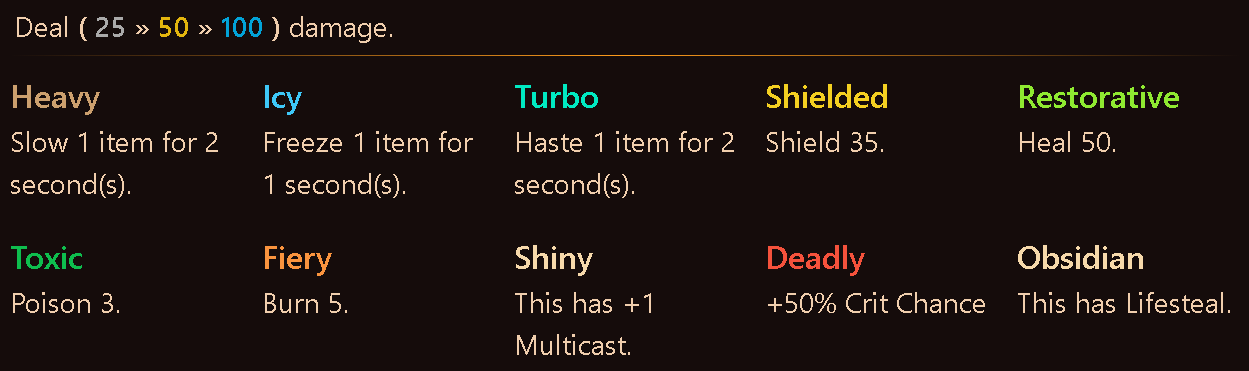 Deal ( 25 » 50 » 100 ) damage.
Heavy
Slow 1 item for 2
second(s).
Icy
Freeze 1 item for
1 second(s).
Turbo
Haste 1 item for 2
second(s).
Shielded
Shield 35.
Restorative
Heal 50.
Toxic
Poison 3.
Fiery
Burn 5.
Shiny
This has +1
Multicast.
Deadly
+50% Crit Chance
Obsidian
This has Lifesteal.